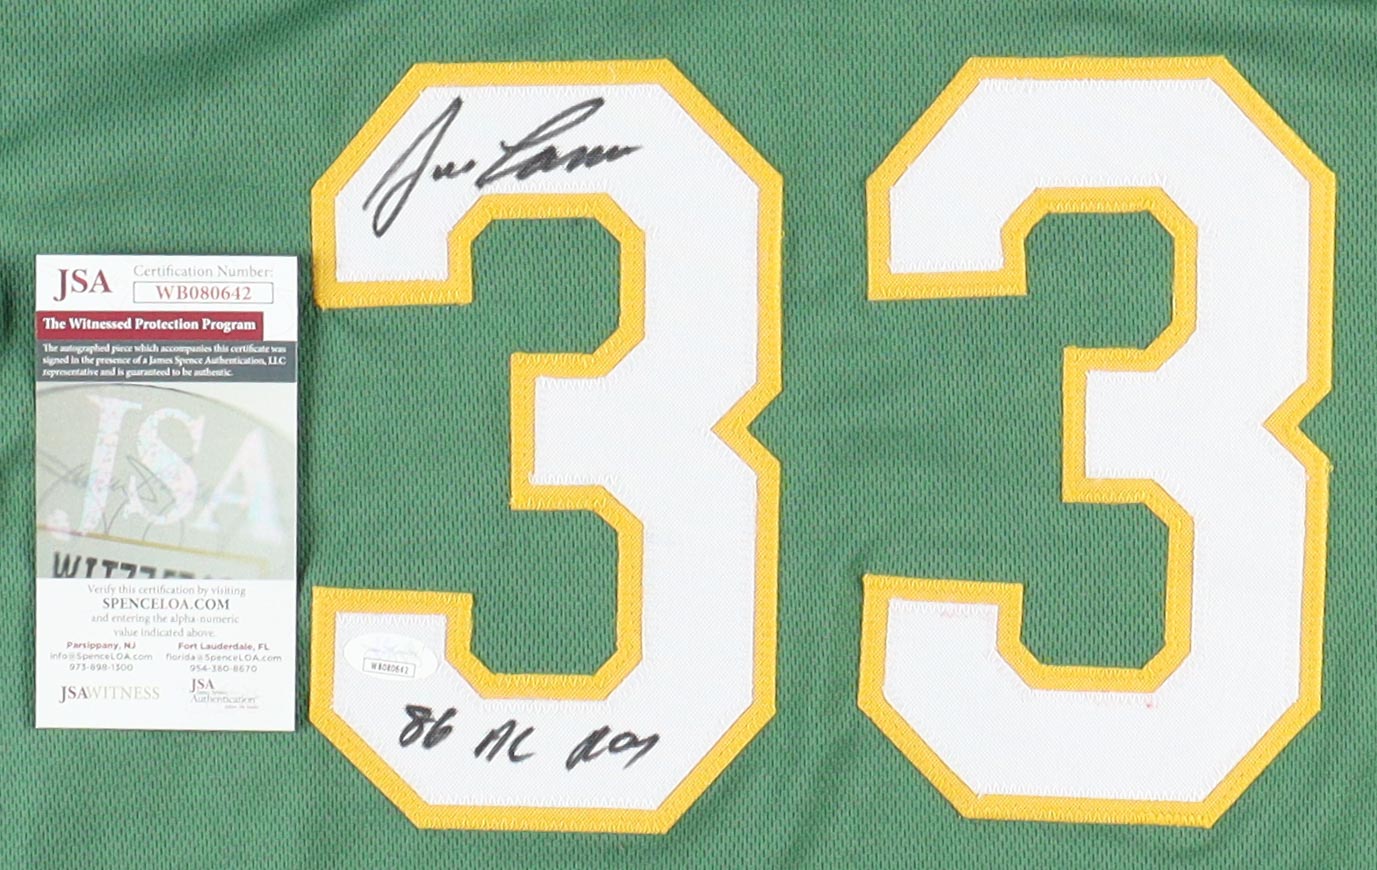 JSA
Certification Number:
WB080642
The Witnessed Protection Program
The autographed piece which accompanies this certificate was
signed in the presence of a James Spence Authentication, LLC
representative and is guaranteed to be authentic.
JSA
Verify this certification by visiting
SPENCELOA.COM
and entering the alpha-numeric
value indicated above.
Parsippany, NJ
info@SpenceLOA.com
973-898-1300
Fort Lauderdale, FL
florida@SpenceLOA.com
954-380-8670
JSAWITNESS
JSA
Authentication
33
WB080642
86 AL ROY